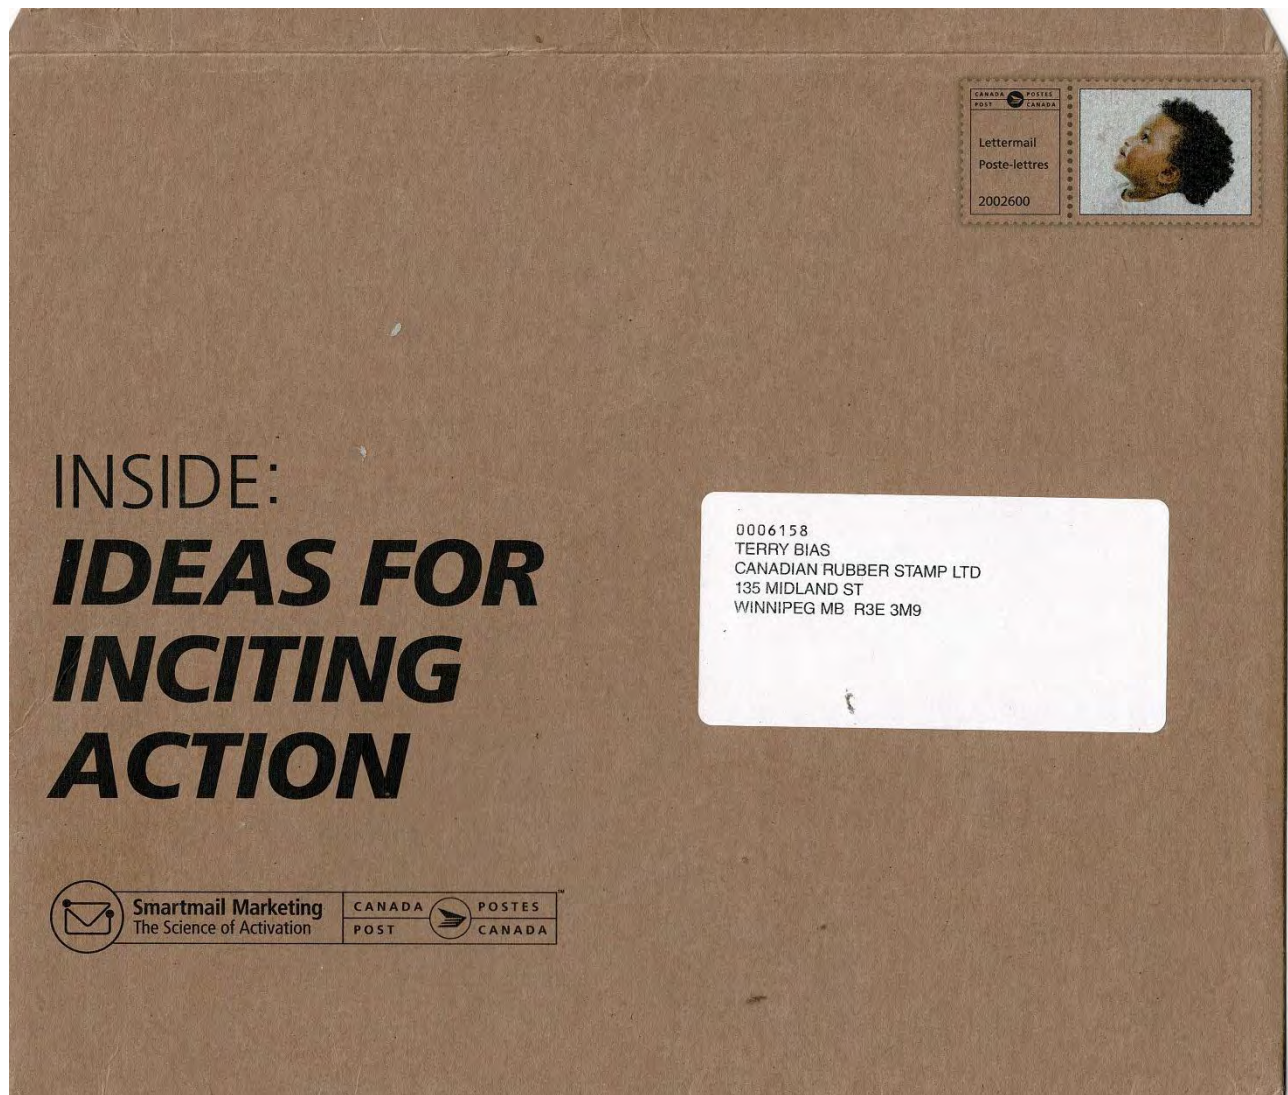 CANADA POSTES
POST CANADA
Lettermail
Poste-lettres
2002600
INSIDE:
IDEAS FOR
INCITING
ACTION
0006158
TERRY BIAS
CANADIAN RUBBER STAMP LTD
135 MIDLAND ST
WINNIPEG MB  R3E 3M9
Smartmail Marketing
The Science of Activation
CANADA POSTES
POST CANADA
™